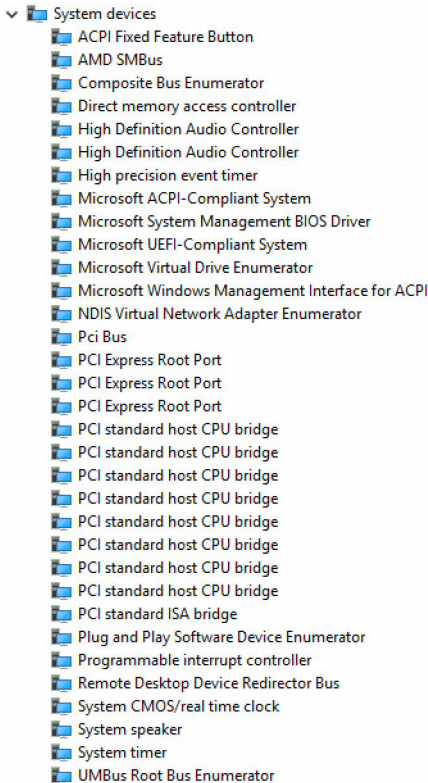 System devices
ACPI Fixed Feature Button
AMD SMBus
Composite Bus Enumerator
Direct memory access controller
High Definition Audio Controller
High Definition Audio Controller
High precision event timer
Microsoft ACPI-Compliant System
Microsoft System Management BIOS Driver
Microsoft UEFI-Compliant System
Microsoft Virtual Drive Enumerator
Microsoft Windows Management Interface for ACPI
NDIS Virtual Network Adapter Enumerator
Pci Bus
PCI Express Root Port
PCI Express Root Port
PCI Express Root Port
PCI standard host CPU bridge
PCI standard host CPU bridge
PCI standard host CPU bridge
PCI standard host CPU bridge
PCI standard host CPU bridge
PCI standard host CPU bridge
PCI standard host CPU bridge
PCI standard host CPU bridge
PCI standard ISA bridge
Plug and Play Software Device Enumerator
Programmable interrupt controller
Remote Desktop Device Redirector Bus
System CMOS/real time clock
System speaker
System timer
UMBus Root Bus Enumerator